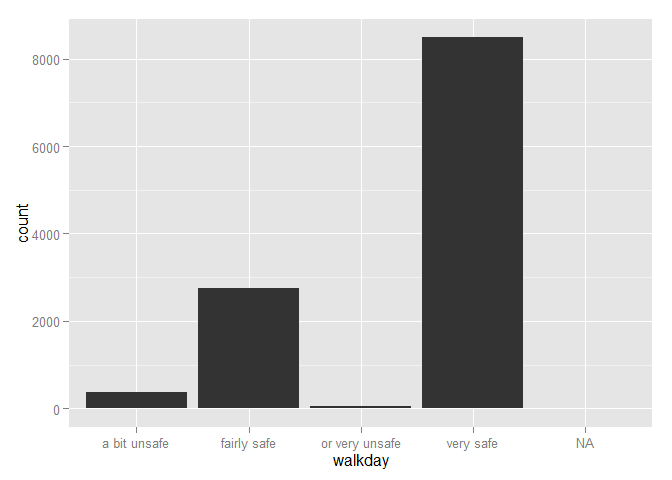 8000
6000
4000
2000
0
count
a bit unsafe
fairly safe
or very unsafe
very safe
NA
walkday